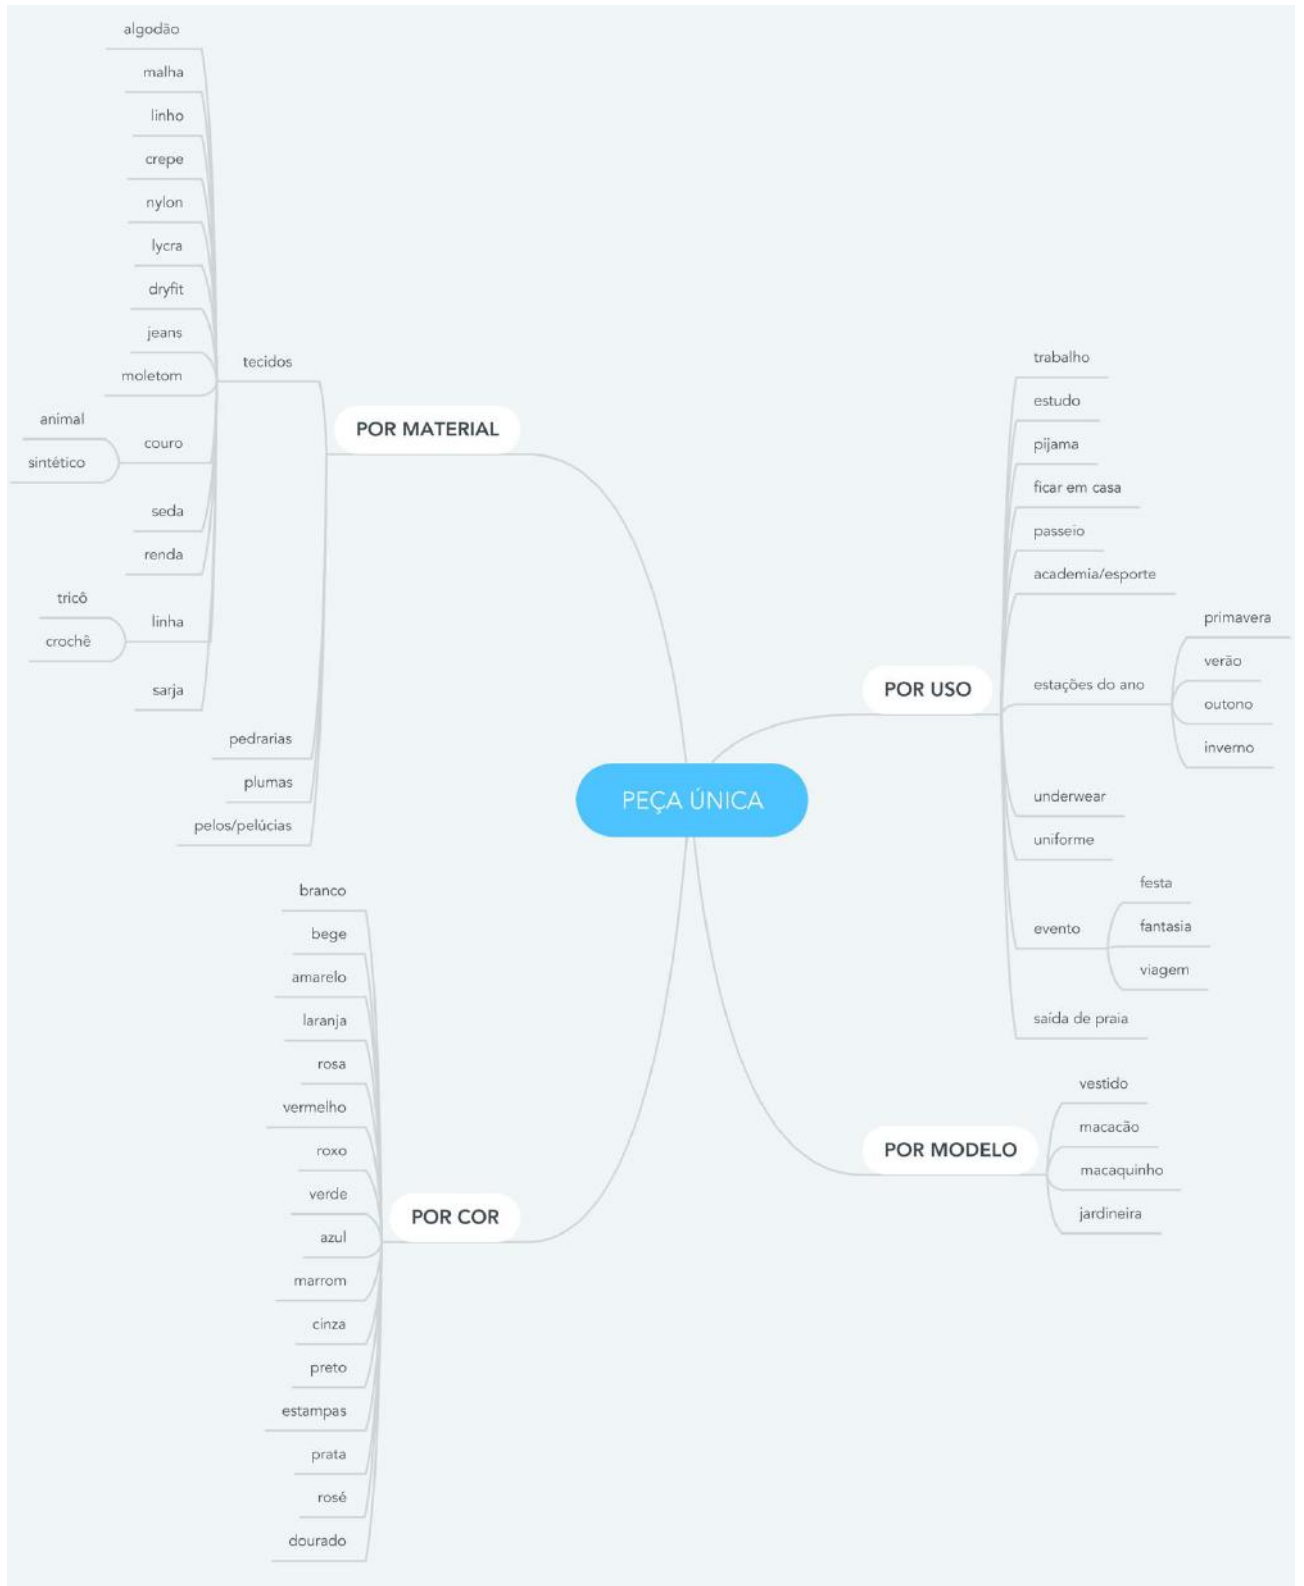 PEÇA ÚNICA
POR MATERIAL
tecidos
algodão
malha
linho
crepe
nylon
lycra
dryfit
jeans
moletom
couro
animal
sintético
seda
renda
linha
tricô
crochê
sarja
pedrarias
plumas
pelos/pelúcias
POR COR
branco
bege
amarelo
laranja
rosa
vermelho
roxo
verde
azul
marrom
cinza
preto
estampas
prata
rosé
dourado
POR USO
trabalho
estudo
pijama
ficar em casa
passeio
academia/esporte
estações do ano
primavera
verão
outono
inverno
underwear
uniforme
evento
festa
fantasia
viagem
saída de praia
POR MODELO
vestido
macacão
macaquinho
jardineira